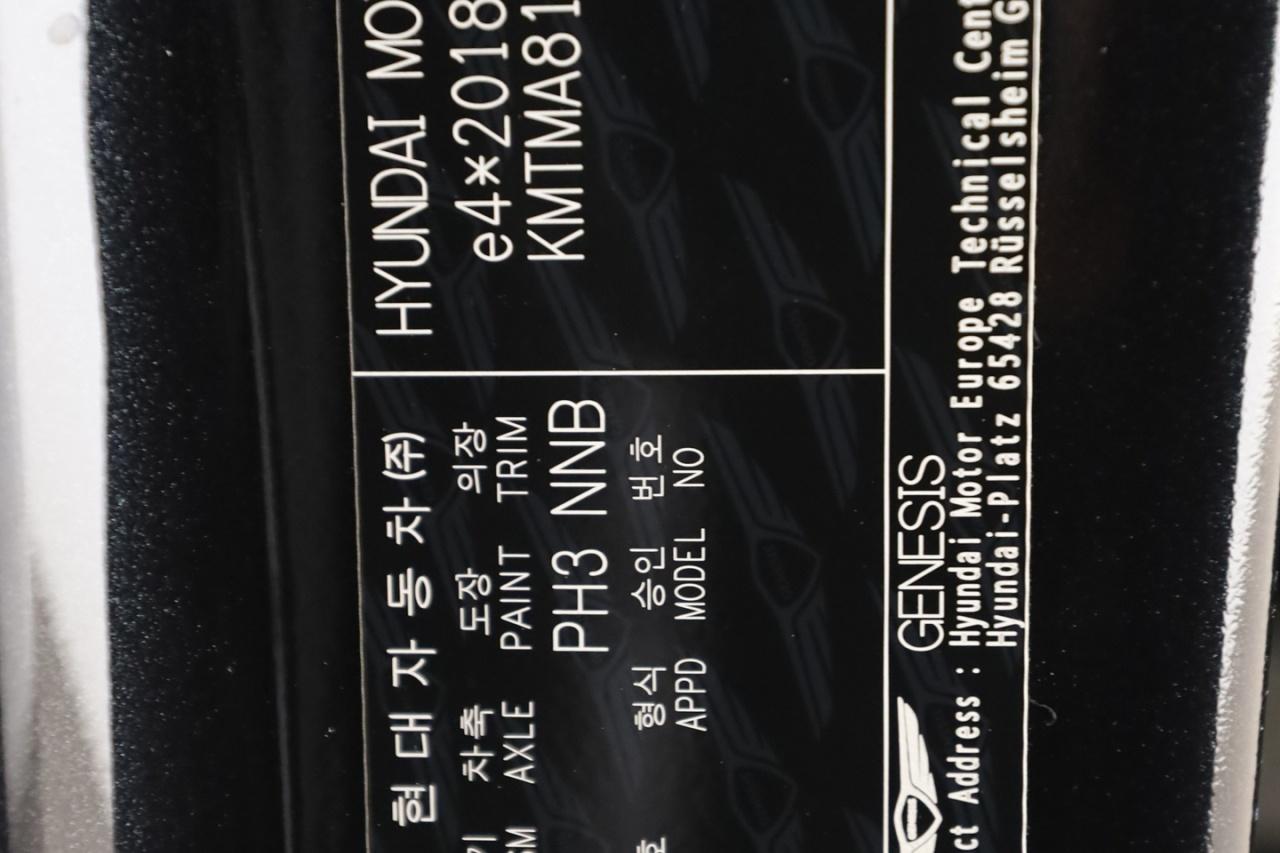 현대자동차(주)
차축 도장 의장
AXLE PAINT TRIM
PH3 NNB
형식 승인 번호
APPD MODEL NO
HYUNDAI
e4*2018
KMTMA81
GENESIS
Address : Hyundai Motor Europe Technical
Hyundai-Platz 65428 Rüsselsheim